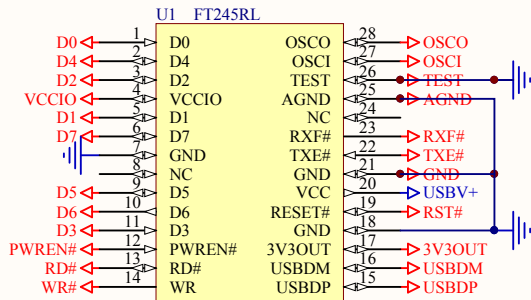 U1 FT245RL
D0 1 D0 OSCO 28 OSCO
D4 2 D4 OSCI 27 OSCI
D2 3 D2 TEST 26 TEST
VCCIO 4 VCCIO AGND 25 AGND
D1 5 D1 NC 24
D7 6 D7 RXF# 23 RXF#
7 GND TXE# 22 TXE#
8 NC GND 21 GND
D5 9 D5 VCC 20 USBV+
D6 10 D6 RESET# 19 RST#
D3 11 D3 GND 18
PWREN# 12 PWREN# 3V3OUT 17 3V3OUT
RD# 13 RD# USBDM 16 USBDM
WR# 14 WR USBDP 15 USBDP